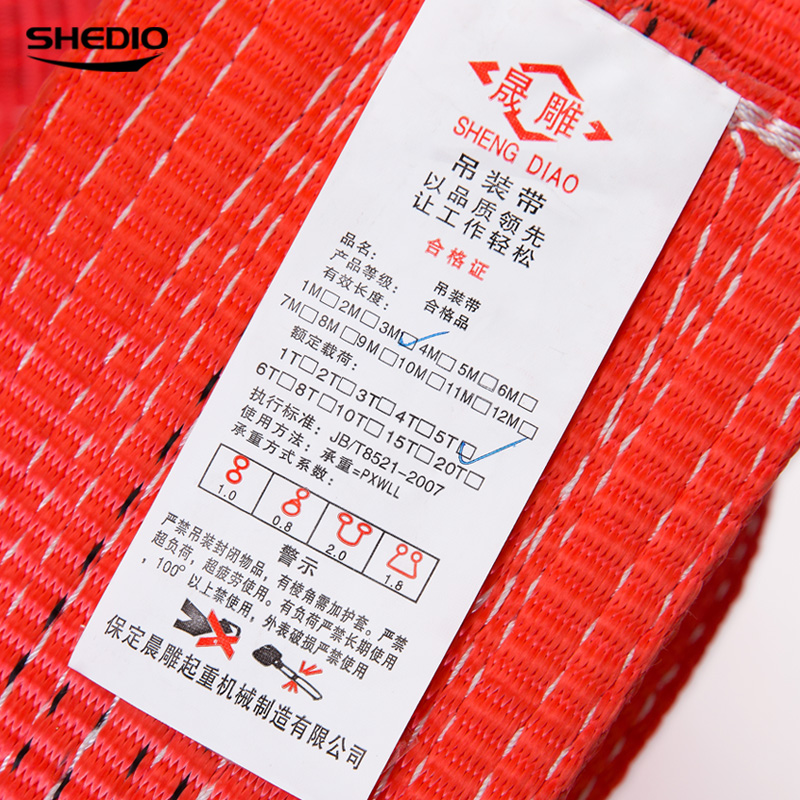 SHEDIO
晟雕
SHENG DIAO
吊装带
以品质领先
让工作轻松
合格证
品名： 吊装带
产品等级： 合格品
有效长度：
1M□2M□3M□ 4M□ 5M□6M□
7M□8M□9M□10M□11M□12M□
额定载荷：
1T□2T□3T□4T□5T□
6T□8T□10T□15T□20T□
执行标准：JB/T8521-2007
使用方法：承重=PXWLL
承重方式系数：
1.0 0.8 2.0 1.8
警示
严禁吊装封闭物品，有棱角需加护套。严禁
超负荷，超疲劳使用。有负荷严禁长期使用
，100°以上禁使用，外表破损严禁使用
保定晨雕起重机械制造有限公司